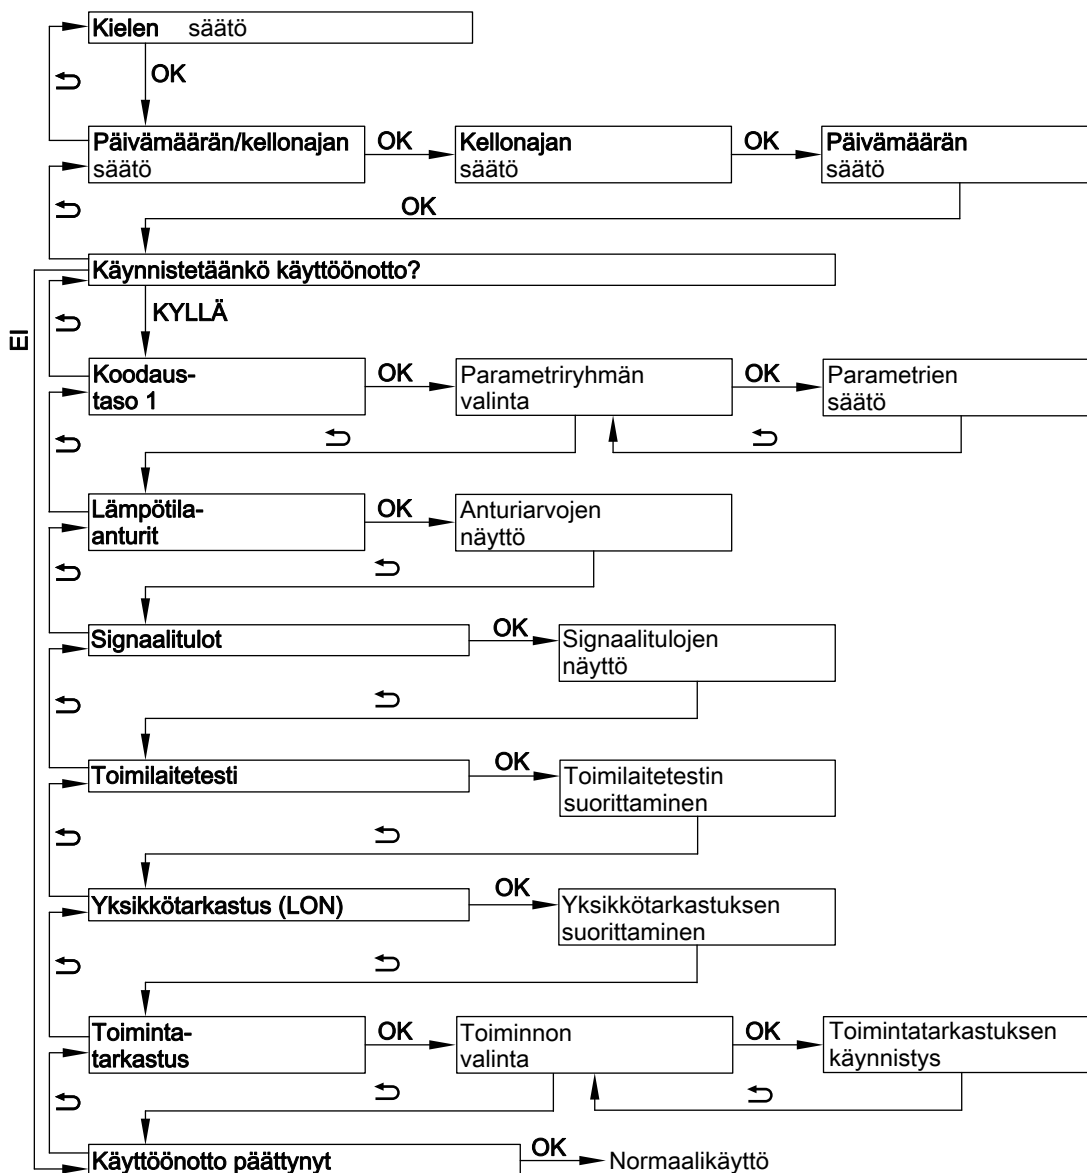 Kielen säätö
OK
Päivämäärän/kellonajan
säätö
OK
Kellonajan
säätö
OK
Päivämäärän
säätö
OK
Käynnistetäänkö käyttöönotto?
KYLLÄ
EI
Koodaus-
taso 1
OK
Parametriryhmän
valinta
OK
Parametrien
säätö
Lämpötila-
anturit
OK
Anturiarvojen
näyttö
Signaalitulot
OK
Signaalitulojen
näyttö
Toimilaitetesti
OK
Toimilaitetestin
suorittaminen
Yksikkötarkastus (LON)
OK
Yksikkötarkastuksen
suorittaminen
Toiminta-
tarkastus
OK
Toiminnon
valinta
OK
Toimintatarkastuksen
käynnistys
Käyttöönotto päättynyt
OK
Normaalikäyttö